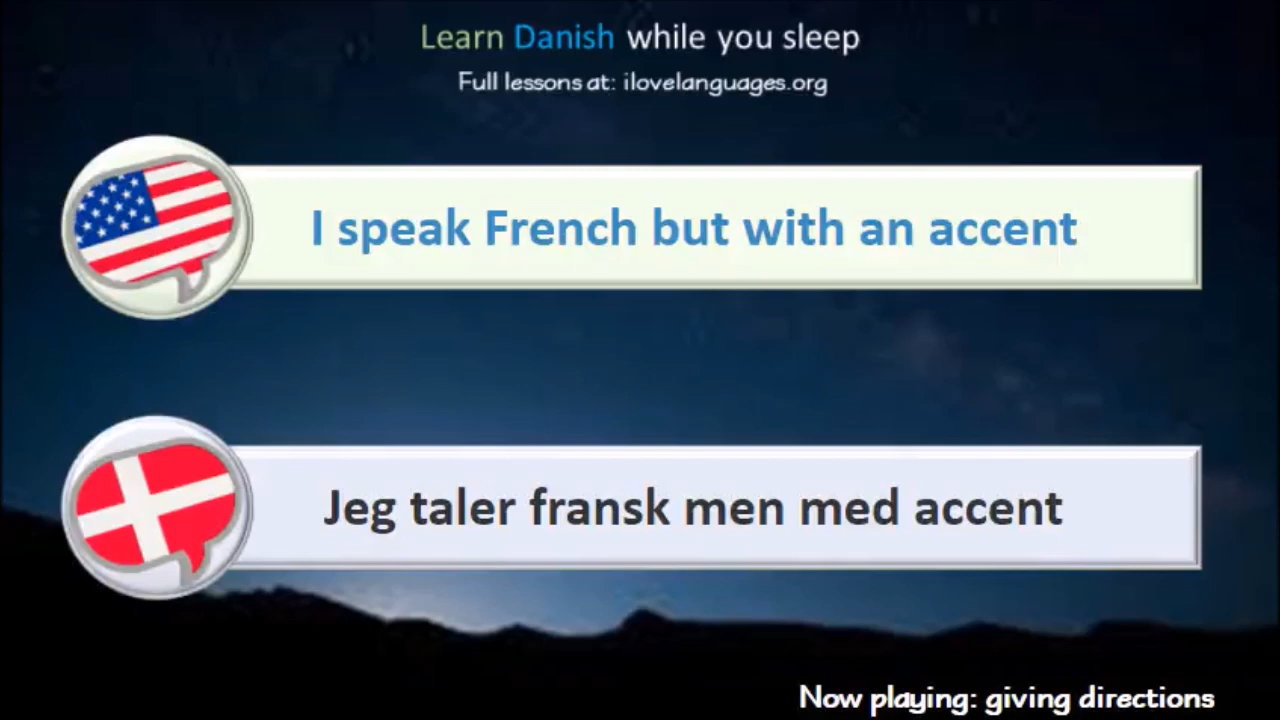 Learn Danish while you sleep
Full lessons at: ilovelanguages.org
I speak French but with an accent
Jeg taler fransk men med accent
Now playing: giving directions